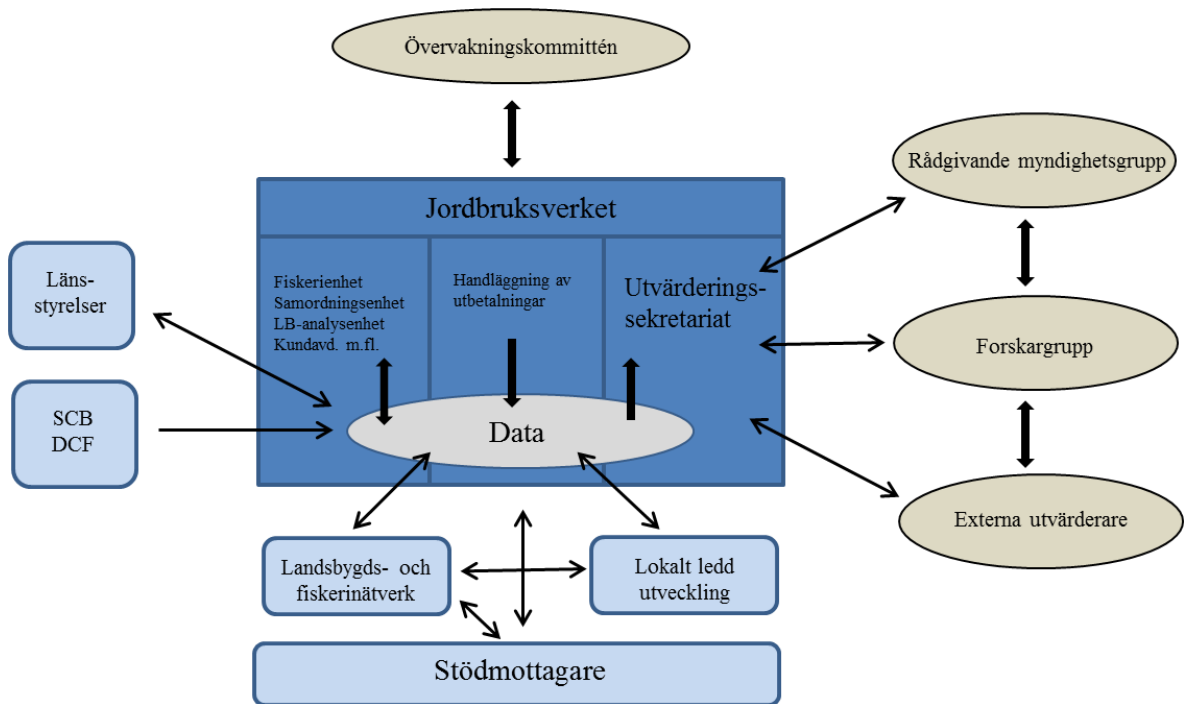 Övervakningskommittén
Rådgivande myndighetsgrupp
Jordbruksverket
Läns-
styrelser
Fiskerienhet
Samordningsenhet
LB-analysenhet
Kundavd. m.fl.
Handläggning av
utbetalningar
Utvärderings-
sekretariat
Forskargrupp
SCB
DCF
Data
Externa utvärderare
Landsbygds- och
fiskerinätverk
Lokalt ledd
utveckling
Stödmottagare